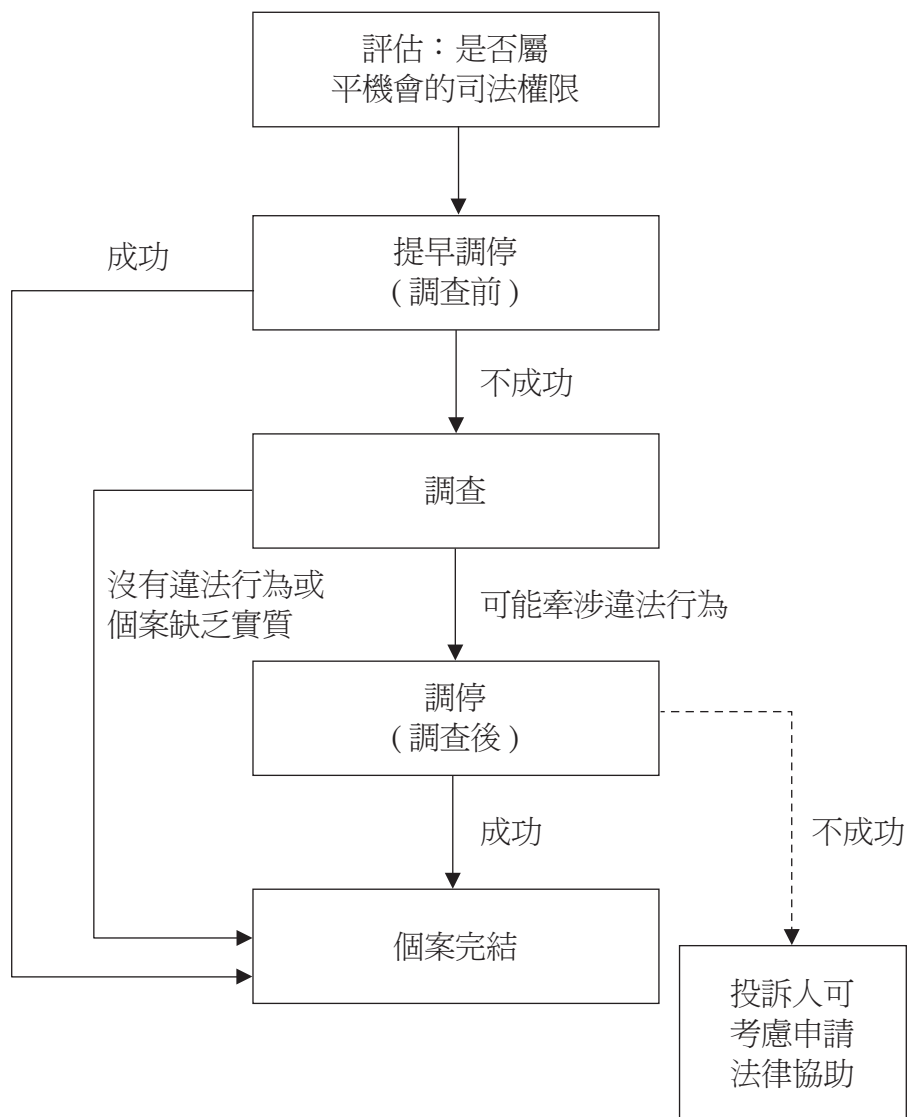 評估：是否屬
平機會的司法權限
成功
提早調停
(調查前)
不成功
調查
沒有違法行為或
個案缺乏實質
可能牽涉違法行為
調停
(調查後)
成功
不成功
個案完結
投訴人可
考慮申請
法律協助